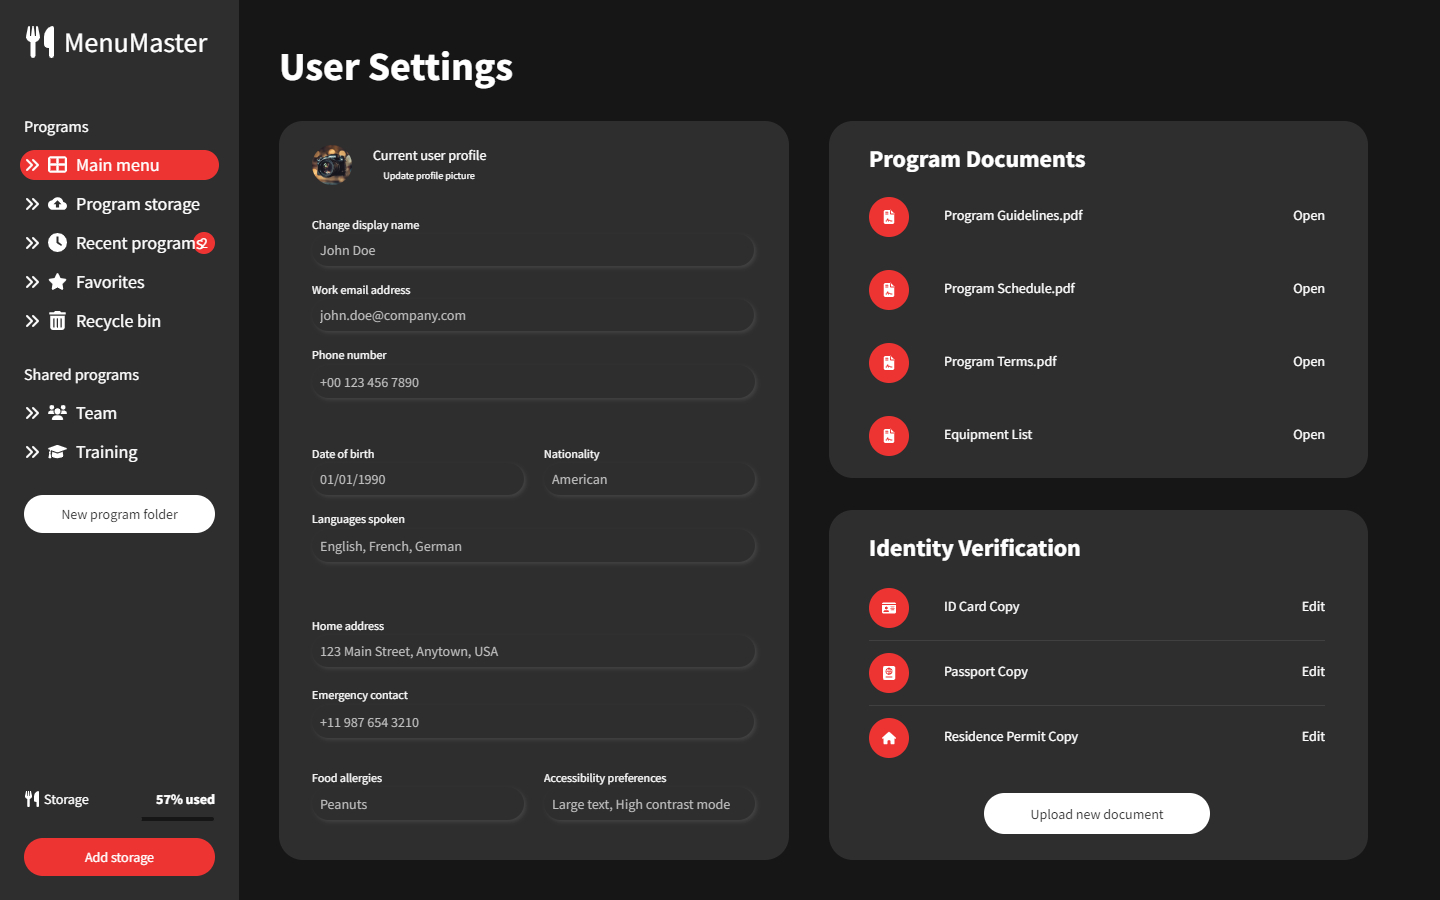 MenuMaster
Programs
Main menu
Program storage
Recent programs
2
Favorites
Recycle bin
Shared programs
Team
Training
New program folder
Storage
57% used
Add storage
User Settings
Current user profile
Update profile picture
Change display name
John Doe
Work email address
john.doe@company.com
Phone number
+00 123 456 7890
Date of birth
01/01/1990
Nationality
American
Languages spoken
English, French, German
Home address
123 Main Street, Anytown, USA
Emergency contact
+11 987 654 3210
Food allergies
Peanuts
Accessibility preferences
Large text, High contrast mode
Program Documents
Program Guidelines.pdf
Open
Program Schedule.pdf
Open
Program Terms.pdf
Open
Equipment List
Open
Identity Verification
ID Card Copy
Edit
Passport Copy
Edit
Residence Permit Copy
Edit
Upload new document